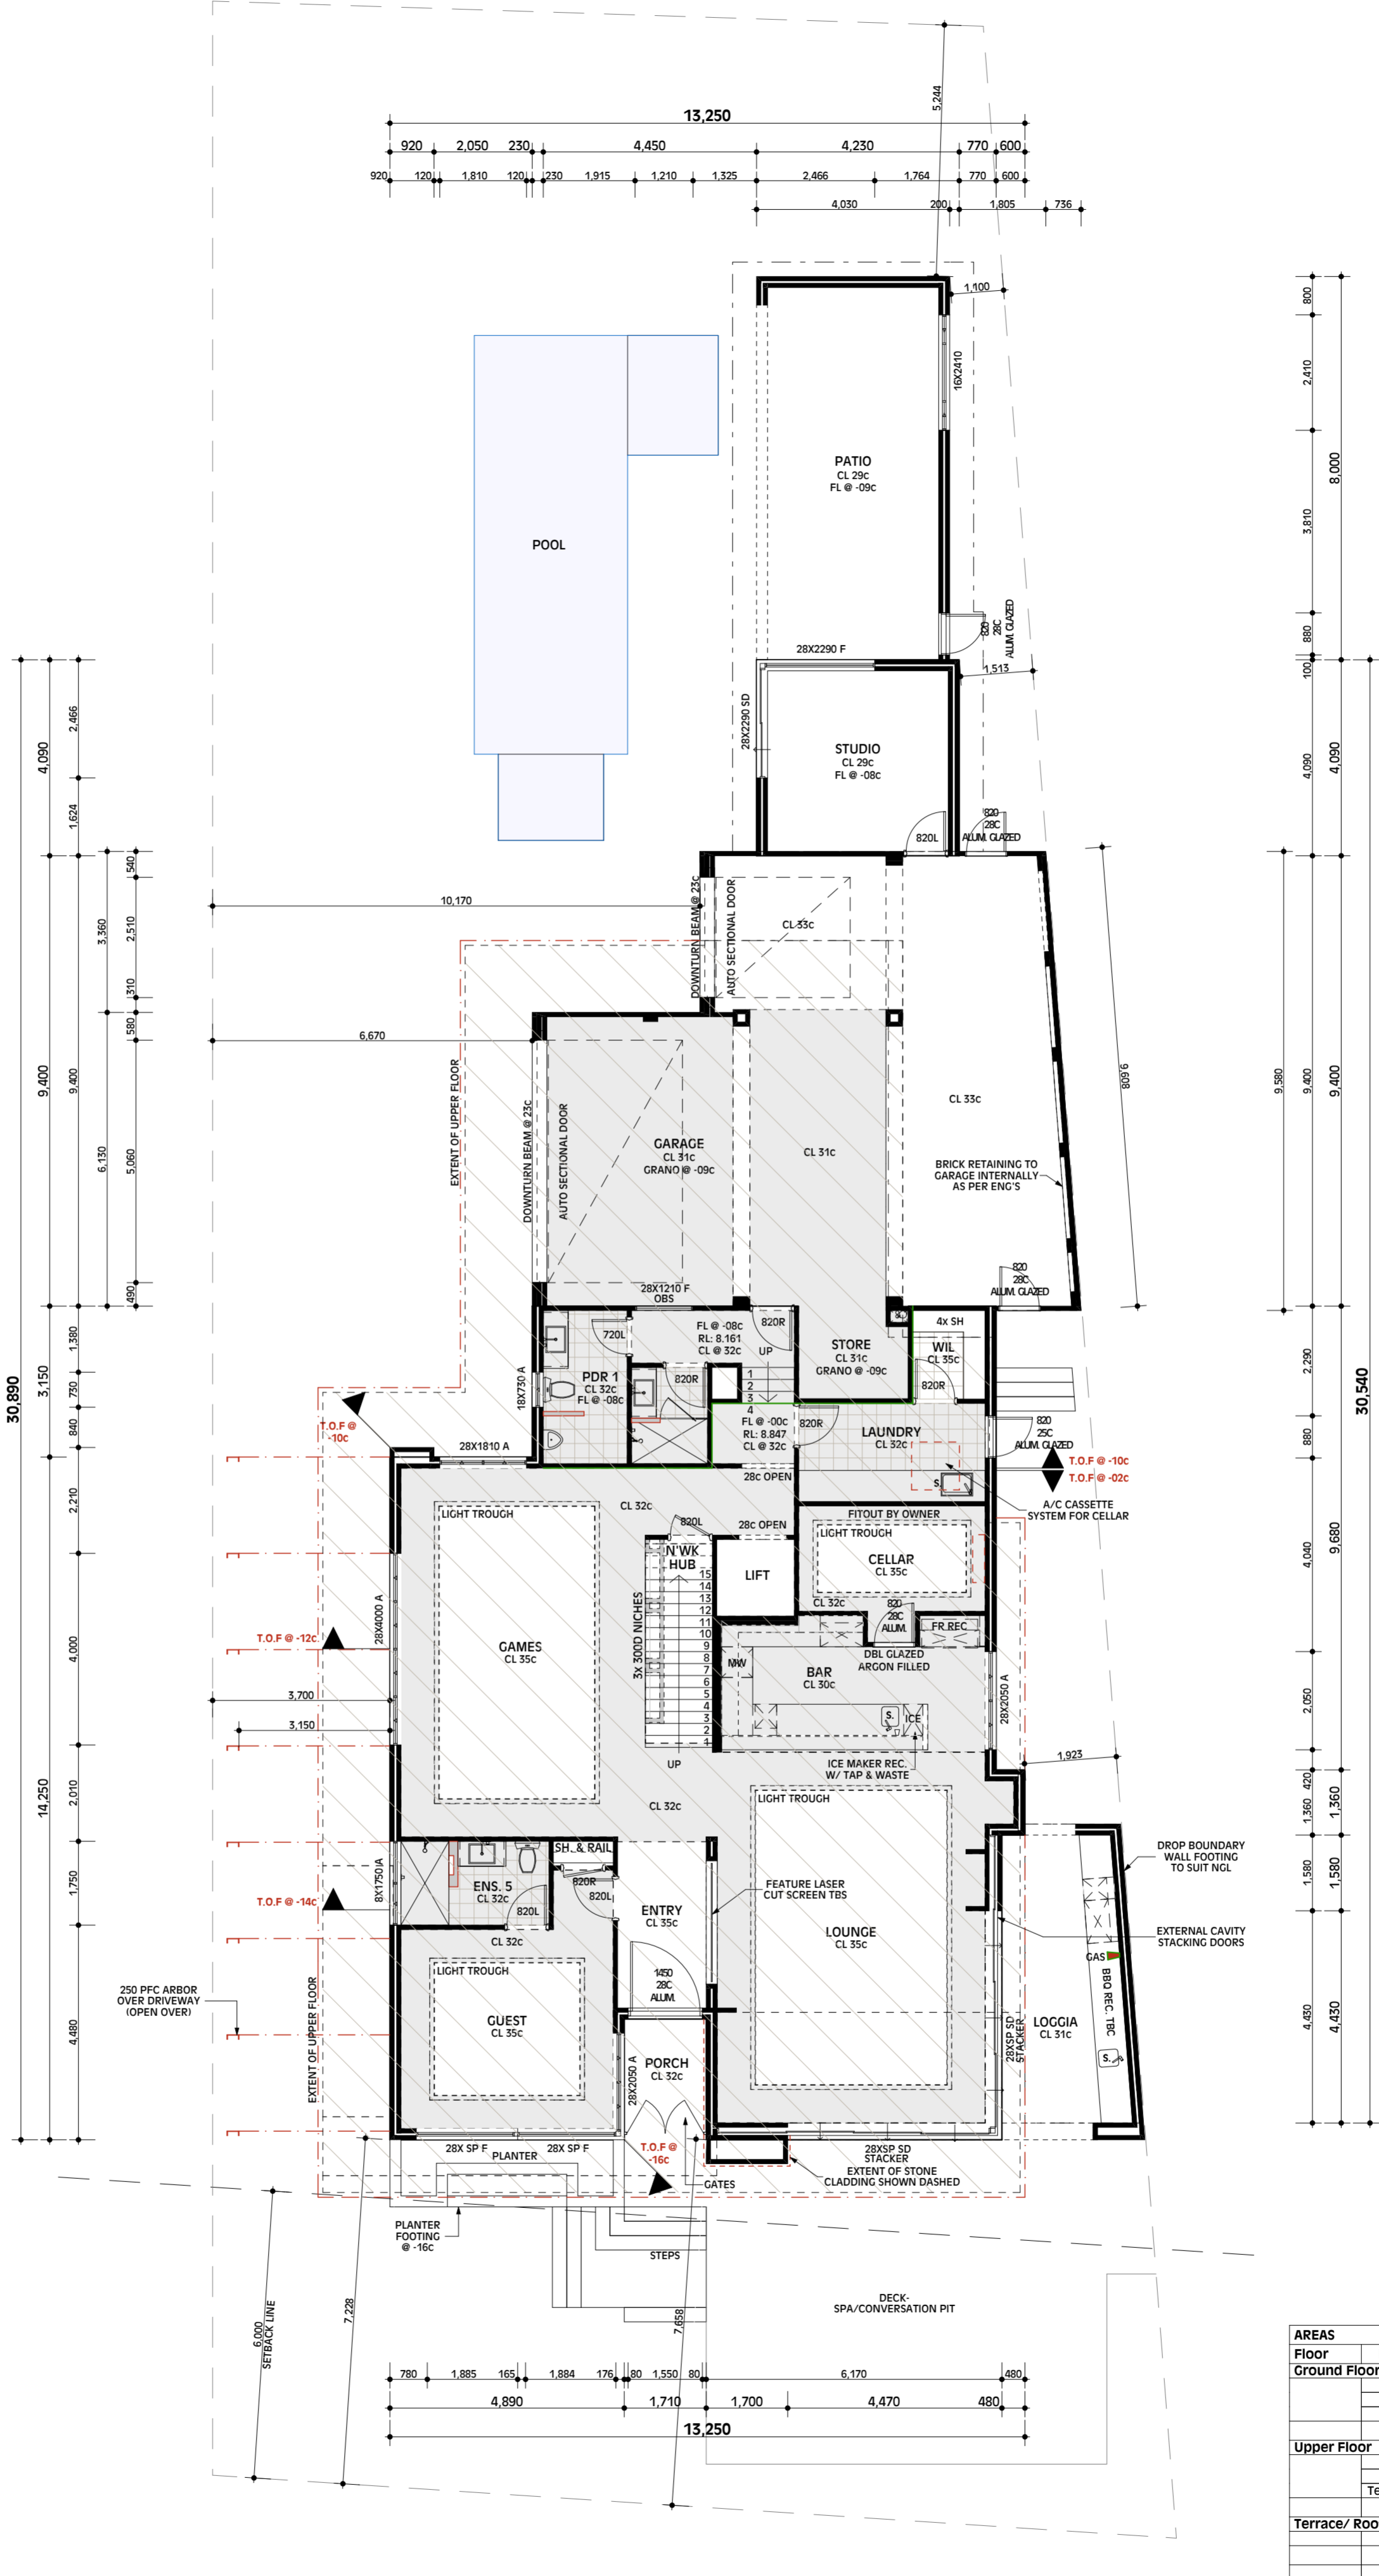 5,244
13,250
920 2,050 230 4,450 4,230 770 600
920 120 1,810 120 230 1,915 1,210 1,325 2,466 1,764 770 600
4,030 200 1,805 736
1,100
800
2,410
3,810
880
100
8,000
16X2410
PATIO
CL 29c
FL @ -09c
POOL
820
28C
ALUM. GLAZED
28X2290 F
1,513
28X2290 SD
STUDIO
CL 29c
FL @ -08c
820L
820
28C
ALUM. GLAZED
30,890
4,090
9,400
3,150
14,250
2,466
1,624
9,400
1,380
730
840
2,210
4,000
2,010
1,750
4,480
3,360
6,130
540
2,510
310
580
5,060
490
4,090
4,090
9,580
9,400
9,400
30,540
2,290
880
4,040
9,680
2,050
420
1,360
1,360
1,580
1,580
4,430
4,430
10,170
DOWNTURN BEAM @ 23c
AUTO SECTIONAL DOOR
CL 33c
6,670
EXTENT OF UPPER FLOOR
DOWNTURN BEAM @ 23c
AUTO SECTIONAL DOOR
GARAGE
CL 31c
GRANO @ -09c
CL 31c
CL 33c
9,608
BRICK RETAINING TO
GARAGE INTERNALLY
AS PER ENG'S
820
28C
ALUM. GLAZED
28X1210 F
OBS
720L
FL @ -08c
RL: 8.161
CL @ 32c
820R
UP
STORE
CL 31c
GRANO @ -09c
4x SH
WIL
CL 35c
820R
PDR 1
CL 32c
FL @ -08c
18X730 A
820R
1
2
3
4
FL @ -00c
RL: 8.847
CL @ 32c
820R
LAUNDRY
CL 32c
S.
820
25C
ALUM. GLAZED
T.O.F @ -10c
T.O.F @ -02c
A/C CASSETTE
SYSTEM FOR CELLAR
T.O.F @
-10c
28X1810 A
28c OPEN
CL 32c
LIGHT TROUGH
820L
28c OPEN
N'WK
HUB
LIFT
FITOUT BY OWNER
LIGHT TROUGH
CELLAR
CL 35c
CL 32c
820
28C
ALUM.
FR REC
15
14
13
12
11
10
9
8
7
6
5
4
3
2
1
UP
3x 300D NICHES
28X4000 A
T.O.F @ -12c
GAMES
CL 35c
DBL GLAZED
ARGON FILLED
MW
BAR
CL 30c
S.
ICE
28X2050 A
3,700
3,150
ICE MAKER REC.
W/ TAP & WASTE
1,923
CL 32c
LIGHT TROUGH
DROP BOUNDARY
WALL FOOTING
TO SUIT NGL
8X1750 A
T.O.F @ -14c
SH. & RAIL
820R
820L
ENS. 5
CL 32c
820L
CL 32c
ENTRY
CL 35c
FEATURE LASER
CUT SCREEN TBS
LOUNGE
CL 35c
EXTERNAL CAVITY
STACKING DOORS
GAS
BBQ REC. TBC
S.
LOGGIA
CL 31c
28XSP SD
STACKER
1450
28C
ALUM.
LIGHT TROUGH
GUEST
CL 35c
250 PFC ARBOR
OVER DRIVEWAY
(OPEN OVER)
EXTENT OF UPPER FLOOR
28X2050 A
PORCH
CL 32c
28X SP F 28X SP F
PLANTER
T.O.F @
-16c
GATES
28XSP SD
STACKER
EXTENT OF STONE
CLADDING SHOWN DASHED
PLANTER
FOOTING
@ -16c
STEPS
DECK-
SPA/CONVERSATION PIT
6,000
SETBACK LINE
7,228
7,658
780 1,885 165 1,884 176 80 1,550 80 6,170 480
4,890 1,710 1,700 4,470 480
13,250
AREAS
Floor
Ground Floor
Upper Floor
Te
Terrace/ Roo